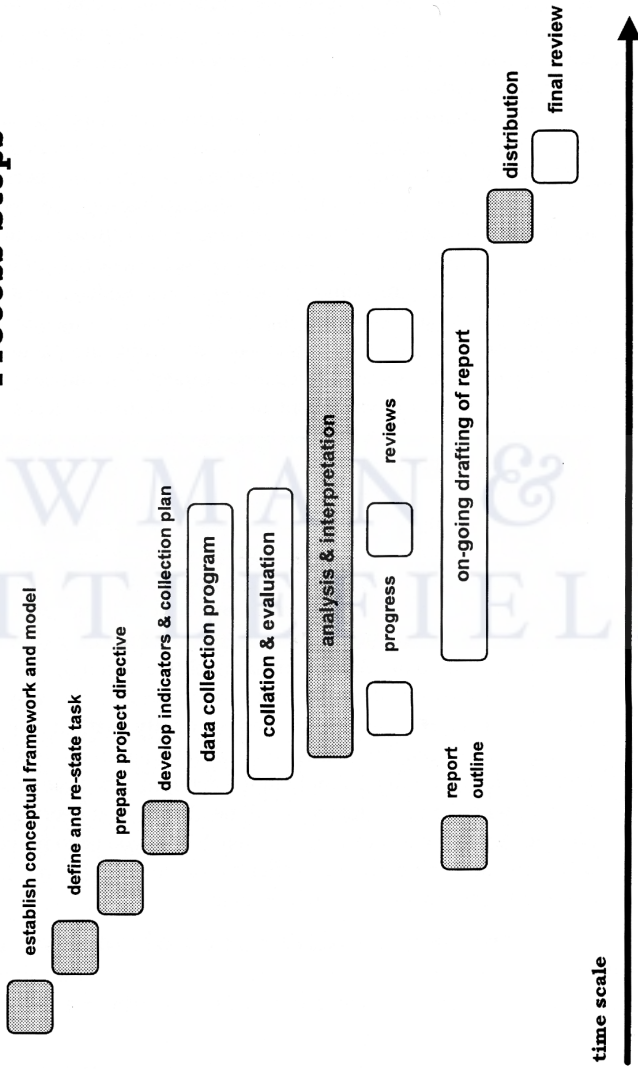 establish conceptual framework and model
define and re-state task
prepare project directive
develop indicators & collection plan
data collection program
collation & evaluation
analysis & interpretation
progress
reviews
report
outline
on-going drafting of report
distribution
final review
time scale